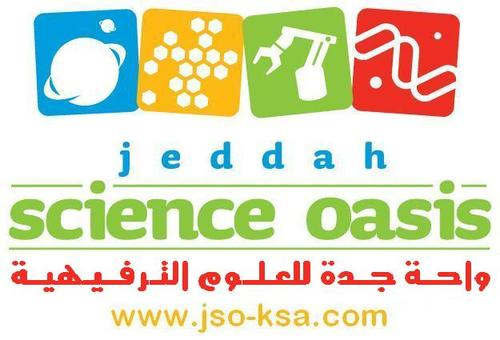 jeddah
science oasis
واحة جدة للعلوم الترفيهية
www.jso-ksa.com